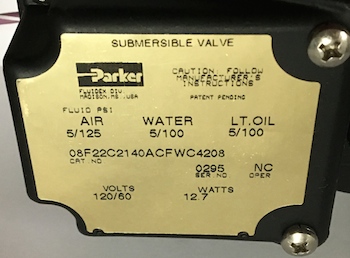 SUBMERSIBLE VALVE
Parker
FLUIDEX DIV
MADISON, MS., USA
CAUTION: FOLLOW
MANUFACTURER'S
INSTRUCTIONS
PATENT PENDING
FLUID PSI
AIR WATER LT. OIL
5/125 5/100 5/100
08F22C2140ACFWC4208
CAT NO
0295 NC
SER. NO OPER
VOLTS WATTS
120/60 12.7